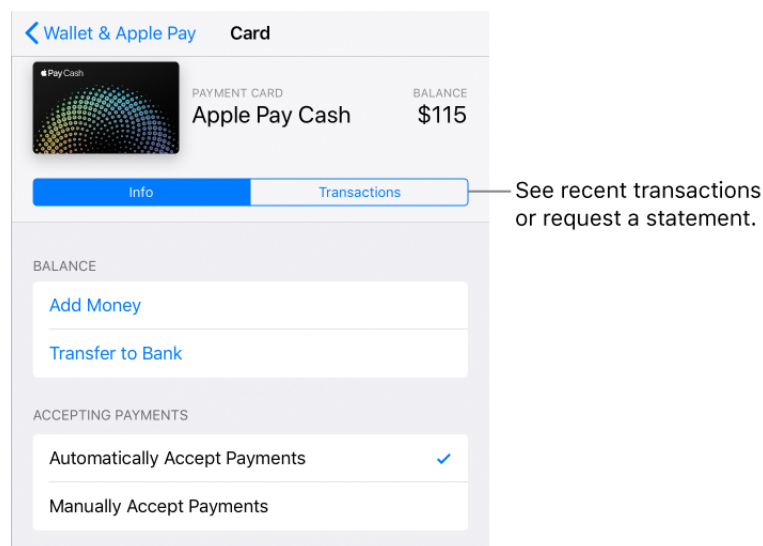 Wallet & Apple Pay Card
Pay Cash
PAYMENT CARD BALANCE
Apple Pay Cash $115
Info Transactions
See recent transactions
or request a statement.
BALANCE
Add Money
Transfer to Bank
ACCEPTING PAYMENTS
Automatically Accept Payments
Manually Accept Payments